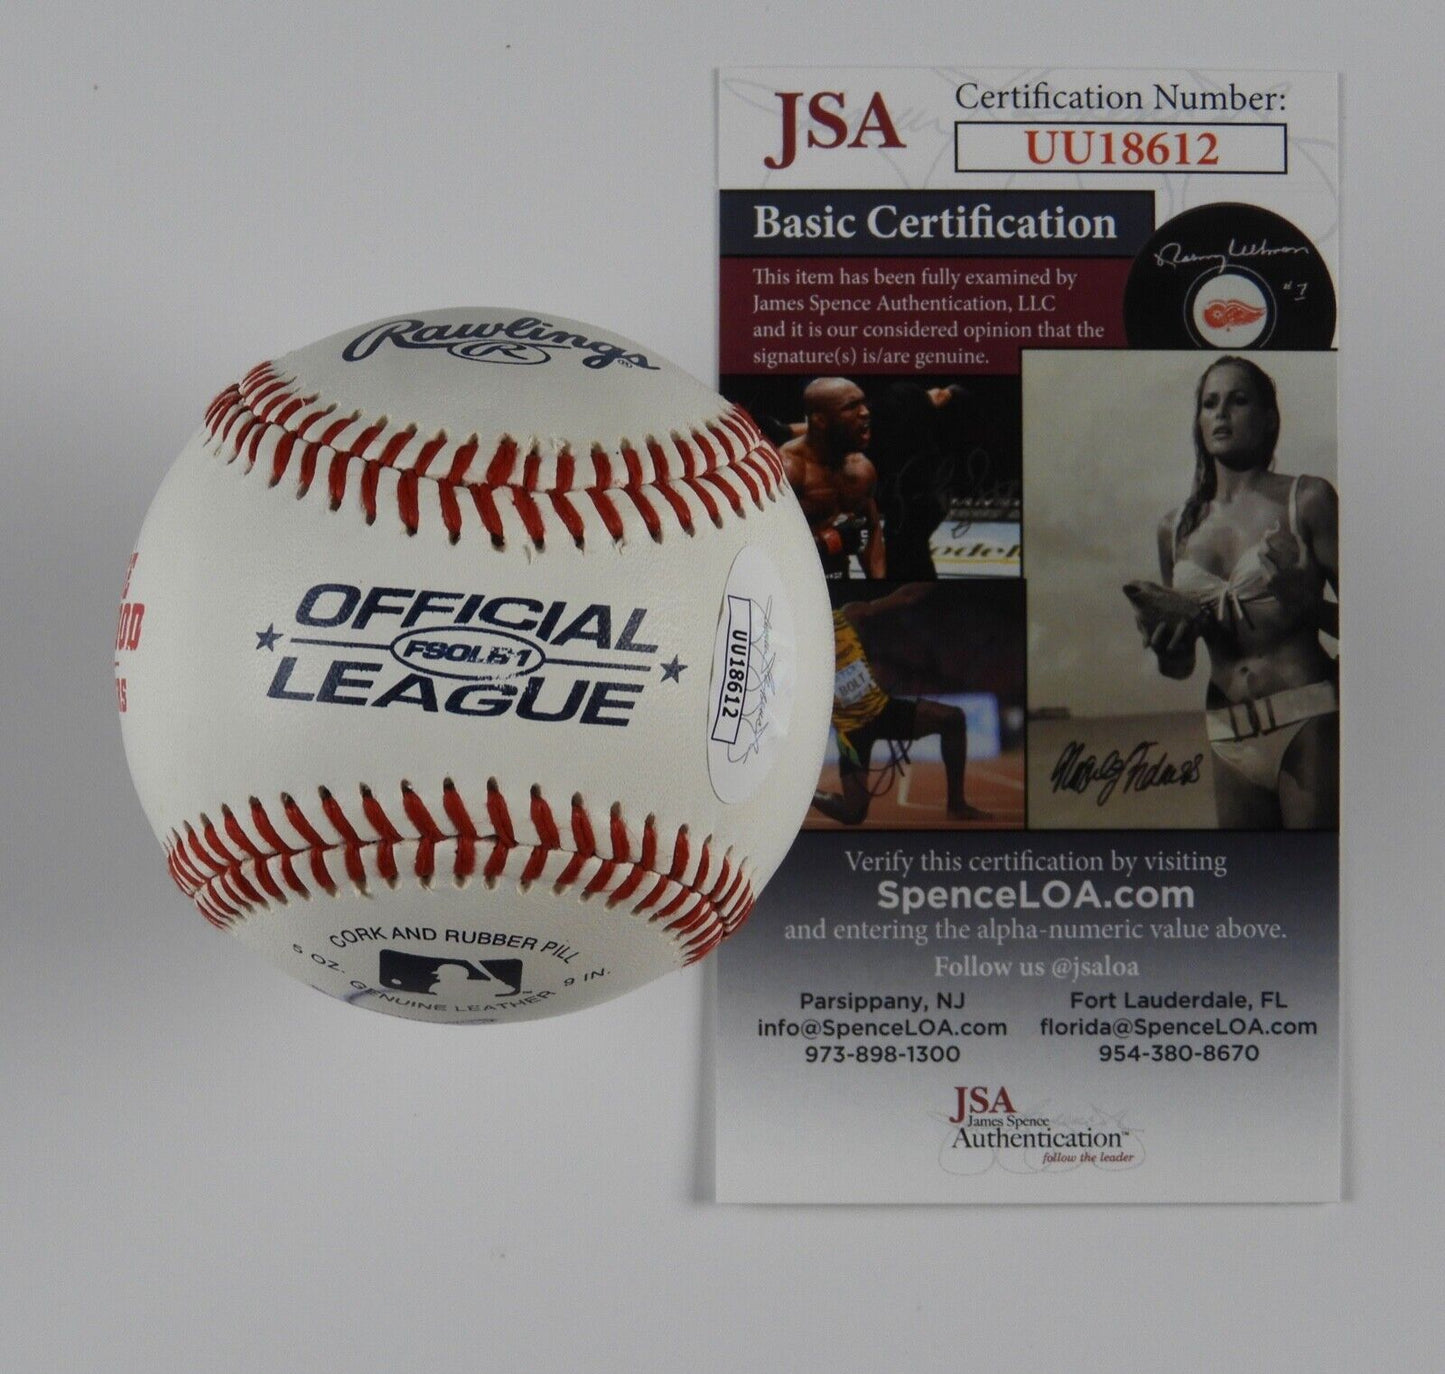 Rawlings®
R
OFFICIAL
F9OLB1
LEAGUE
UU18612
CORK AND RUBBER PILL
5 OZ. GENUINE LEATHER 9 IN.
JSA
Certification Number:
UU18612
Basic Certification
This item has been fully examined by
James Spence Authentication, LLC
and it is our considered opinion that the
signature(s) is/are genuine.
#7
BOLT
Verify this certification by visiting
SpenceLOA.com
and entering the alpha-numeric value above.
Follow us @jsaloa
Parsippany, NJ
info@SpenceLOA.com
973-898-1300
Fort Lauderdale, FL
florida@SpenceLOA.com
954-380-8670
JSA
James Spence
Authentication™
follow the leader